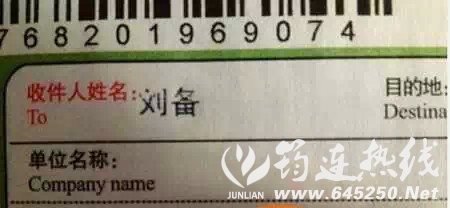 768201969074
收件人姓名: 刘备
To
目的地:
Destina
单位名称:
Company name
筠连热线
JUNLIAN
www.645250.Net